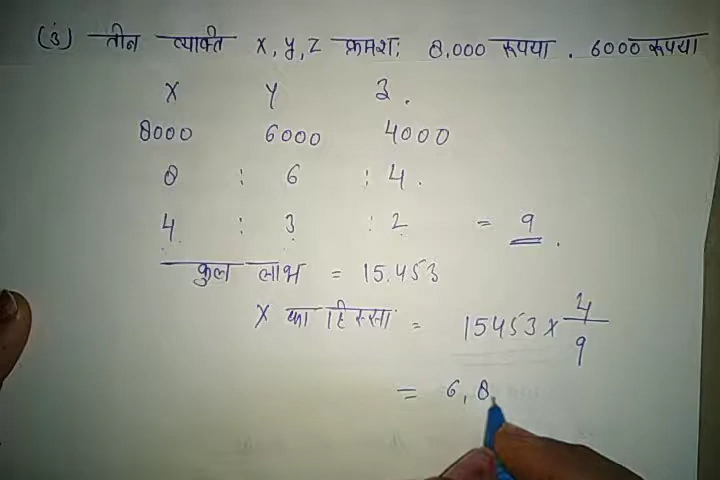 (3) तीन व्यक्ति x, y, z क्रमश: 8,000 रूपया . 6000 रूपया
X Y Z.
8000 6000 4000
8 : 6 : 4.
4 : 3 : 2 = 9.
कुल लाभ = 15.453
X का हिस्सा = 15453 x 4/9
= 6,8